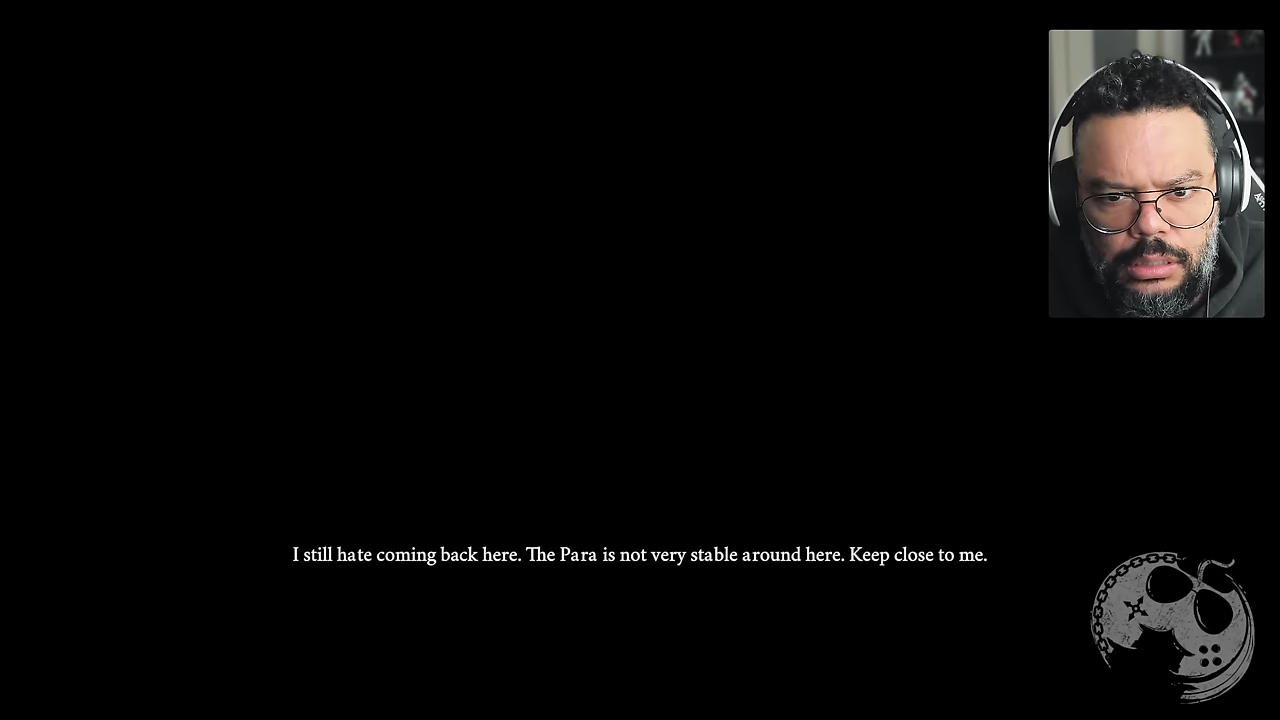 I still hate coming back here. The Para is not very stable around here. Keep close to me.